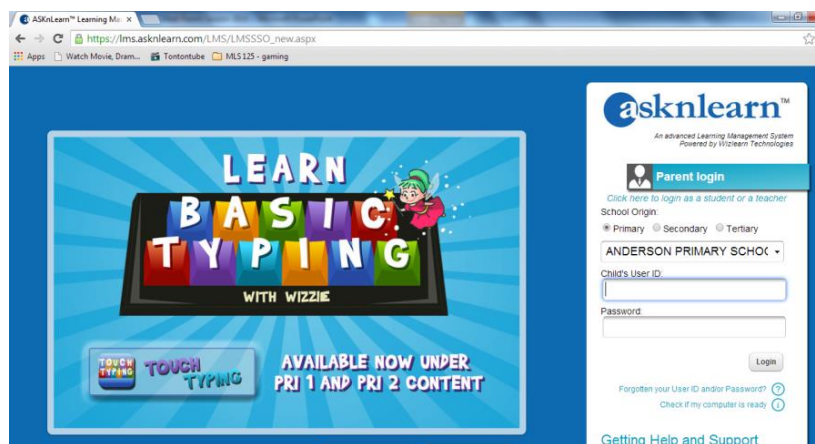 ASKnLearn™ Learning Ma
https://lms.asknlearn.com/LMS/LMSSSO_new.aspx
Apps Watch Movie, Dram... Tontontube MLS 125 - gaming
LEARN
BASIC
TYPING
WITH WIZZIE
TOUCH
TYPING
TOUCH
TYPING
AVAILABLE NOW UNDER
PRI 1 AND PRI 2 CONTENT
asknlearn™
An advanced Learning Management System
Powered by Wizlearn Technologies
Parent login
Click here to login as a student or a teacher
School Origin:
Primary Secondary Tertiary
ANDERSON PRIMARY SCHOO
Child's User ID:
Password:
Login
Forgotten your User ID and/or Password? ?
Check if my computer is ready i
Getting Help and Support